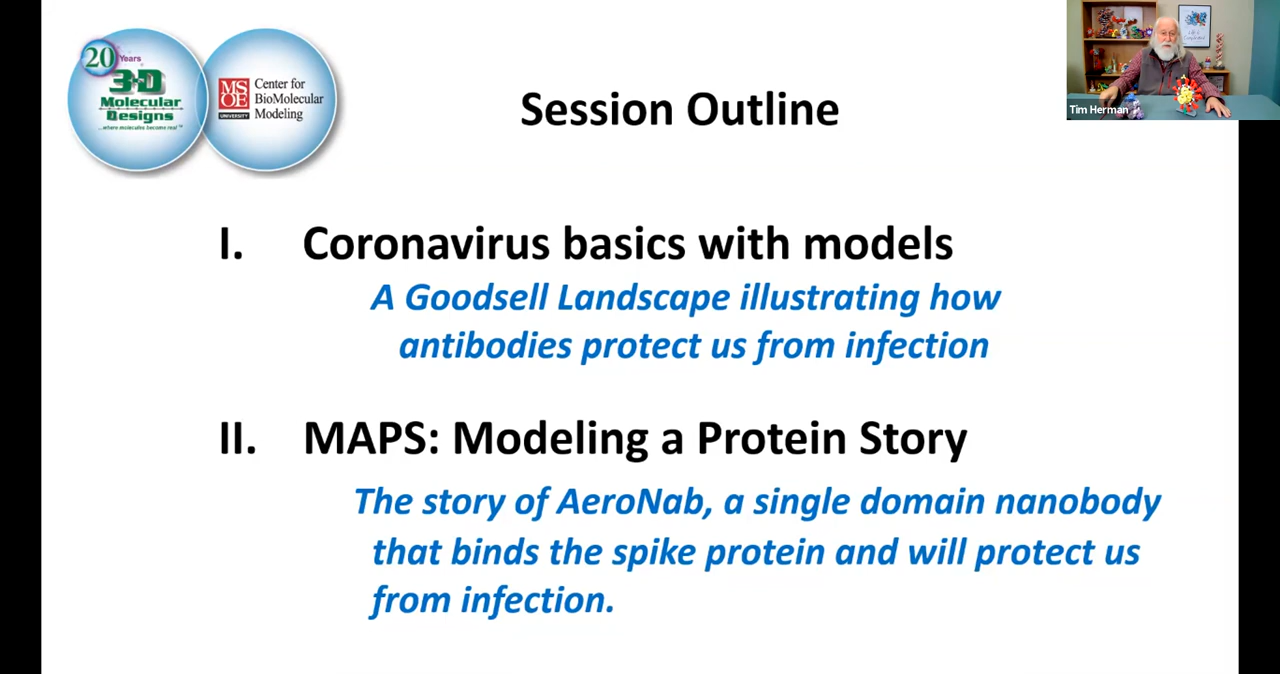 20 Years
3-D
Molecular
Designs
...where molecules become real™
MSOE
UNIVERSITY
Center for
BioMolecular
Modeling
Session Outline
Tim Herman
I. Coronavirus basics with models
A Goodsell Landscape illustrating how
antibodies protect us from infection
II. MAPS: Modeling a Protein Story
The story of AeroNab, a single domain nanobody
that binds the spike protein and will protect us
from infection.